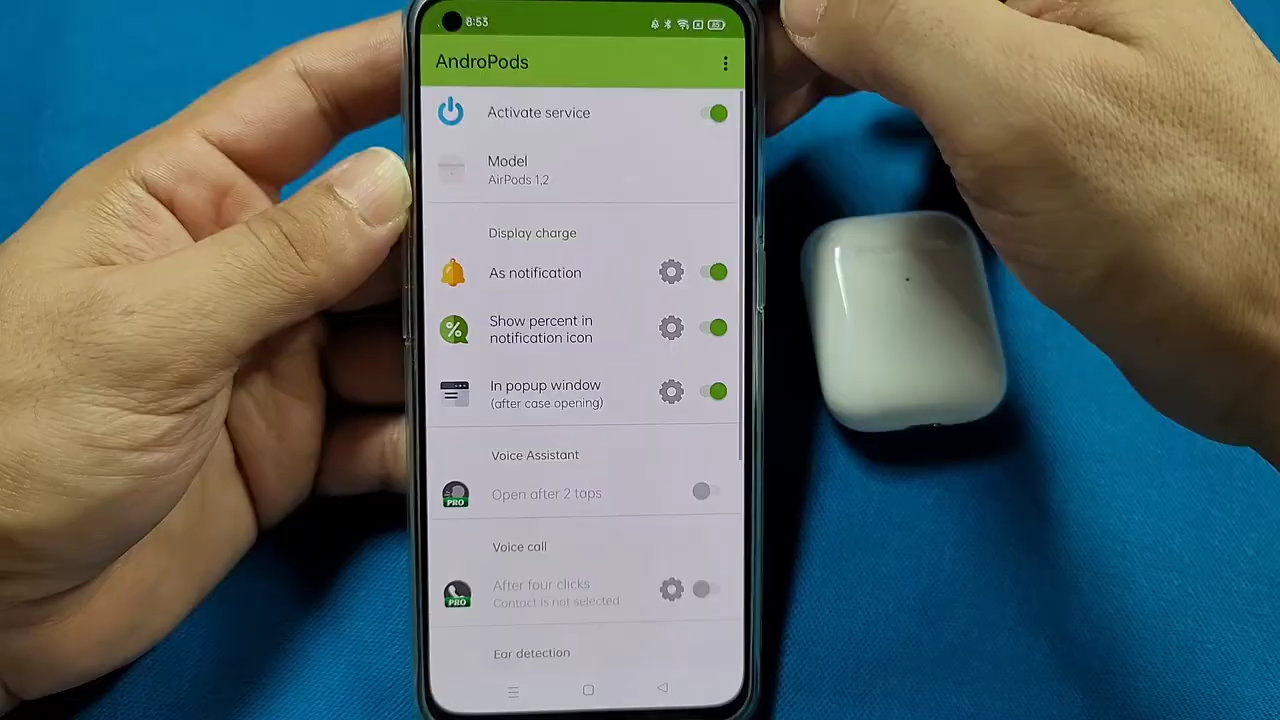 8:53
85
AndroPods
Activate service
Model
AirPods 1,2
Display charge
As notification
%
Show percent in
notification icon
In popup window
(after case opening)
Voice Assistant
PRO
Open after 2 taps
Voice call
PRO
After four clicks
Contact is not selected
Ear detection